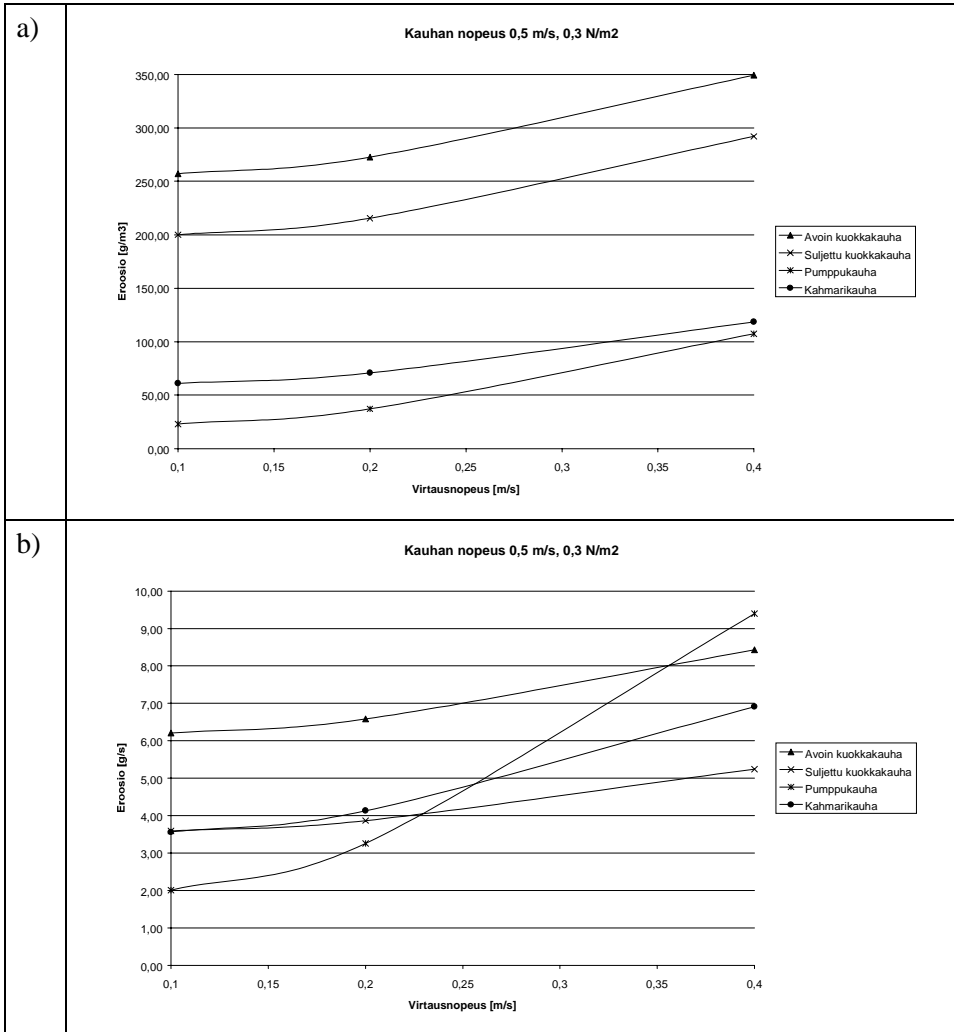 a)
Kauhan nopeus 0,5 m/s, 0,3 N/m2
350,00
300,00
250,00
200,00
150,00
100,00
50,00
0,00
Eroosio [g/m3]
0,1 0,15 0,2 0,25 0,3 0,35 0,4
Virtausnopeus [m/s]
Avoin kuokkakauha
Suljettu kuokkakauha
Pumppukauha
Kahmarikauha
b)
Kauhan nopeus 0,5 m/s, 0,3 N/m2
10,00
9,00
8,00
7,00
6,00
5,00
4,00
3,00
2,00
1,00
0,00
Eroosio [g/s]
0,1 0,15 0,2 0,25 0,3 0,35 0,4
Virtausnopeus [m/s]
Avoin kuokkakauha
Suljettu kuokkakauha
Pumppukauha
Kahmarikauha